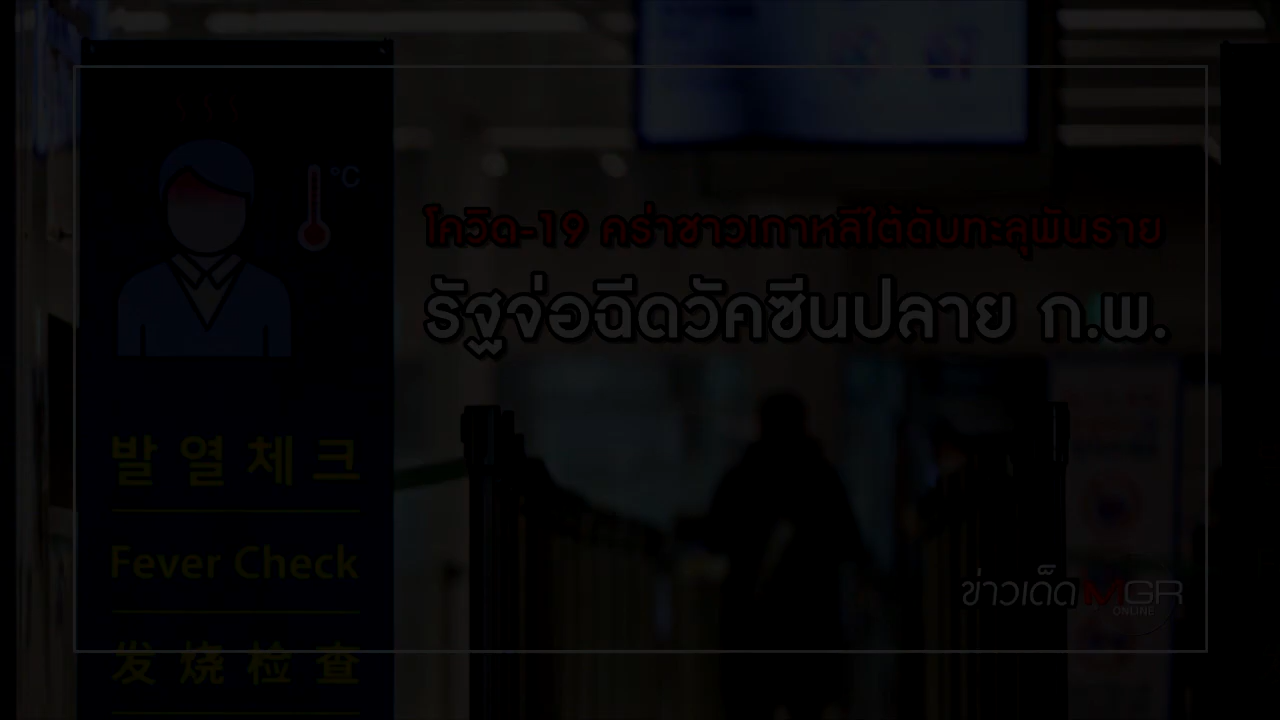 °C
โควิด-19 คร่าชาวเกาหลีใต้ดับทะลุพันราย
รัฐจ่อฉีดวัคซีนปลาย ก.พ.
발열체크
Fever Check
发烧检查
ข่าวเด็ด MGR
ONLINE